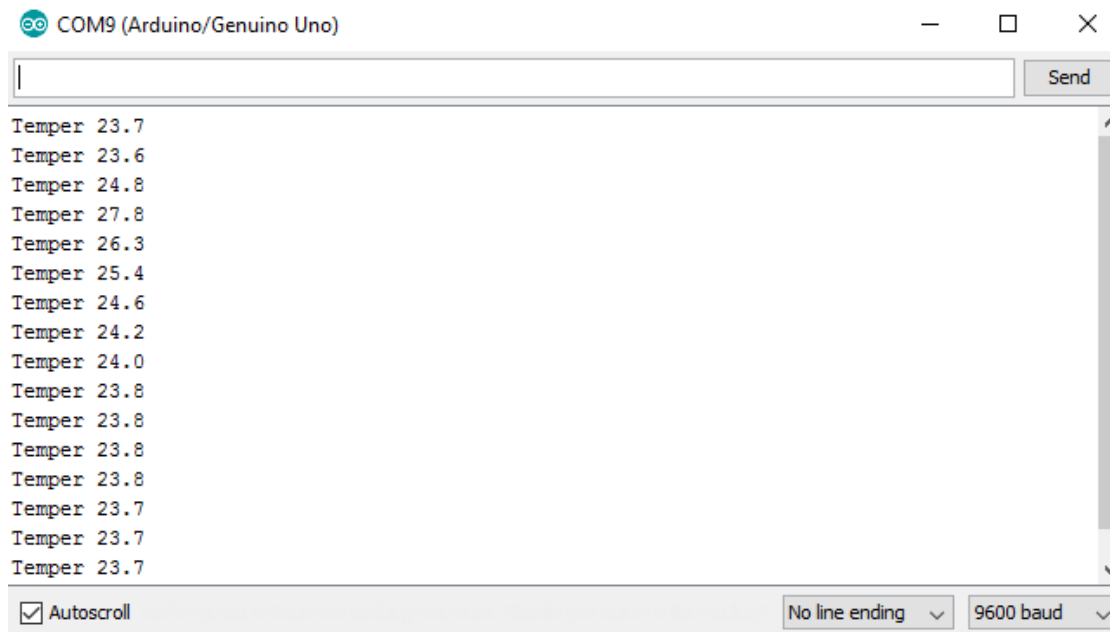 COM9 (Arduino/Genuino Uno)
Send
Temper 23.7
Temper 23.6
Temper 24.8
Temper 27.8
Temper 26.3
Temper 25.4
Temper 24.6
Temper 24.2
Temper 24.0
Temper 23.8
Temper 23.8
Temper 23.8
Temper 23.8
Temper 23.7
Temper 23.7
Temper 23.7
Autoscroll No line ending 9600 baud